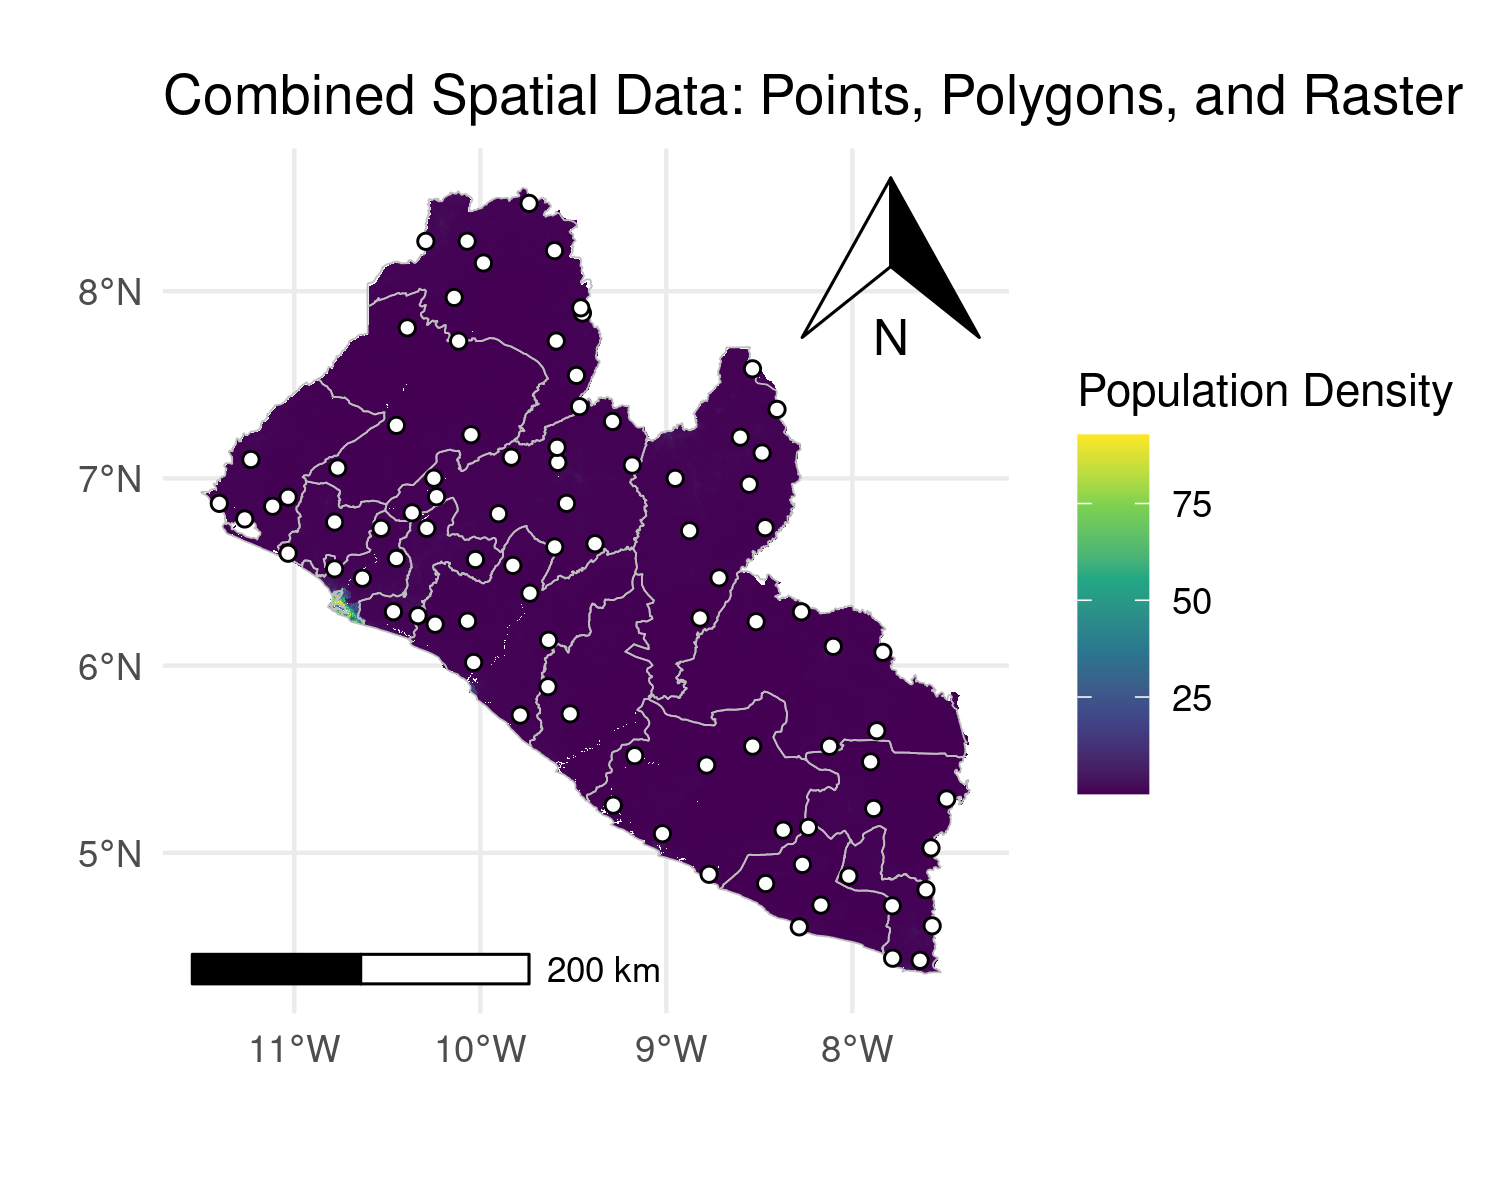 Combined Spatial Data: Points, Polygons, and Raster
N
8°N
7°N
6°N
5°N
200 km
11°W
10°W
9°W
8°W
Population Density
75
50
25